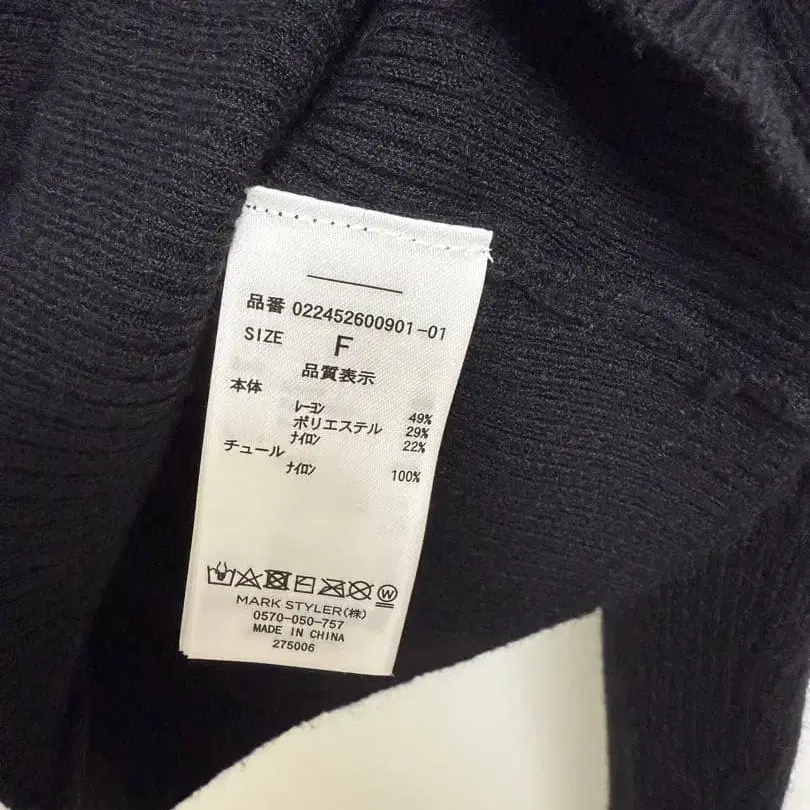 品番 022452600901-01
SIZE F
品質表示
本体
レーヨン 49%
ポリエステル 29%
ナイロン 22%
チュール
ナイロン 100%
W
MARK STYLER(株)
0570-050-757
MADE IN CHINA
275006